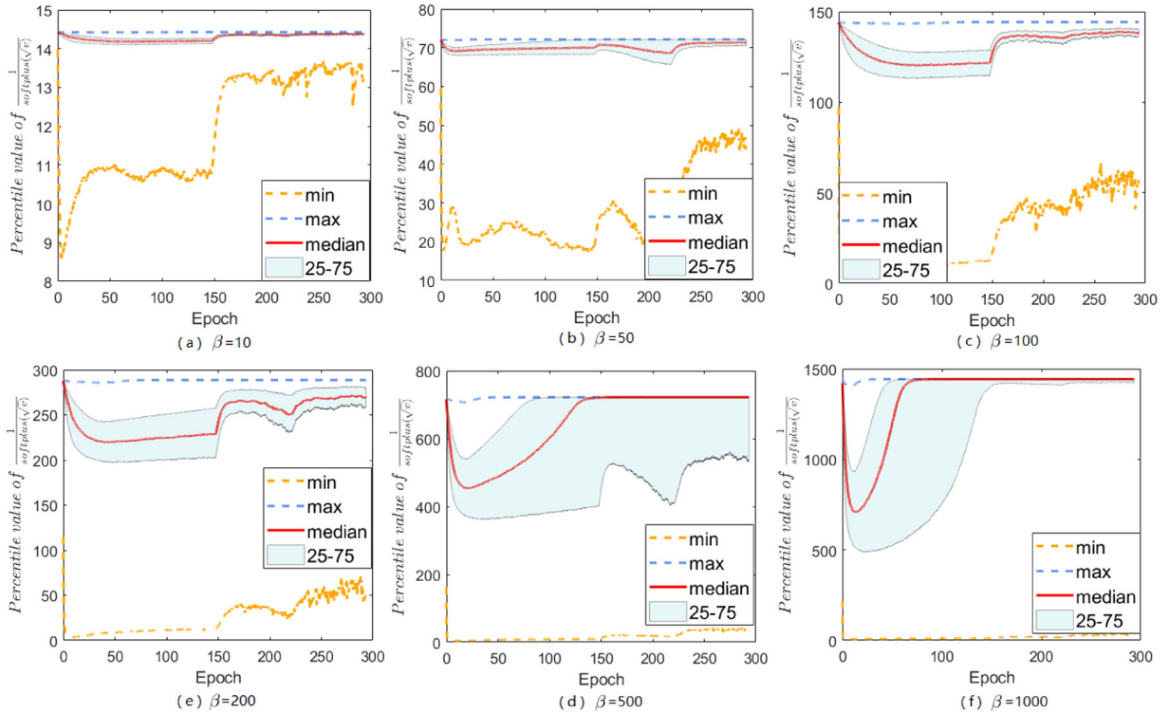 Percentile value of 1/softplus(√v)
15
14
13
12
11
10
9
8
0 50 100 150 200 250 300
Epoch
min
max
median
25-75
(a) β=10
Percentile value of 1/softplus(√v)
80
70
60
50
40
30
20
10
0 50 100 150 200 250 300
Epoch
min
max
median
25-75
(b) β=50
Percentile value of 1/softplus(√v)
150
100
50
0
0 50 100 150 200 250 300
Epoch
min
max
median
25-75
(c) β=100
Percentile value of 1/softplus(√v)
300
250
200
150
100
50
0
0 50 100 150 200 250 300
Epoch
min
max
median
25-75
(e) β=200
Percentile value of 1/softplus(√v)
800
600
400
200
0
0 50 100 150 200 250 300
Epoch
min
max
median
25-75
(d) β=500
Percentile value of 1/softplus(√v)
1500
1000
500
0
0 100 200 300
Epoch
min
max
median
25-75
(f) β=1000